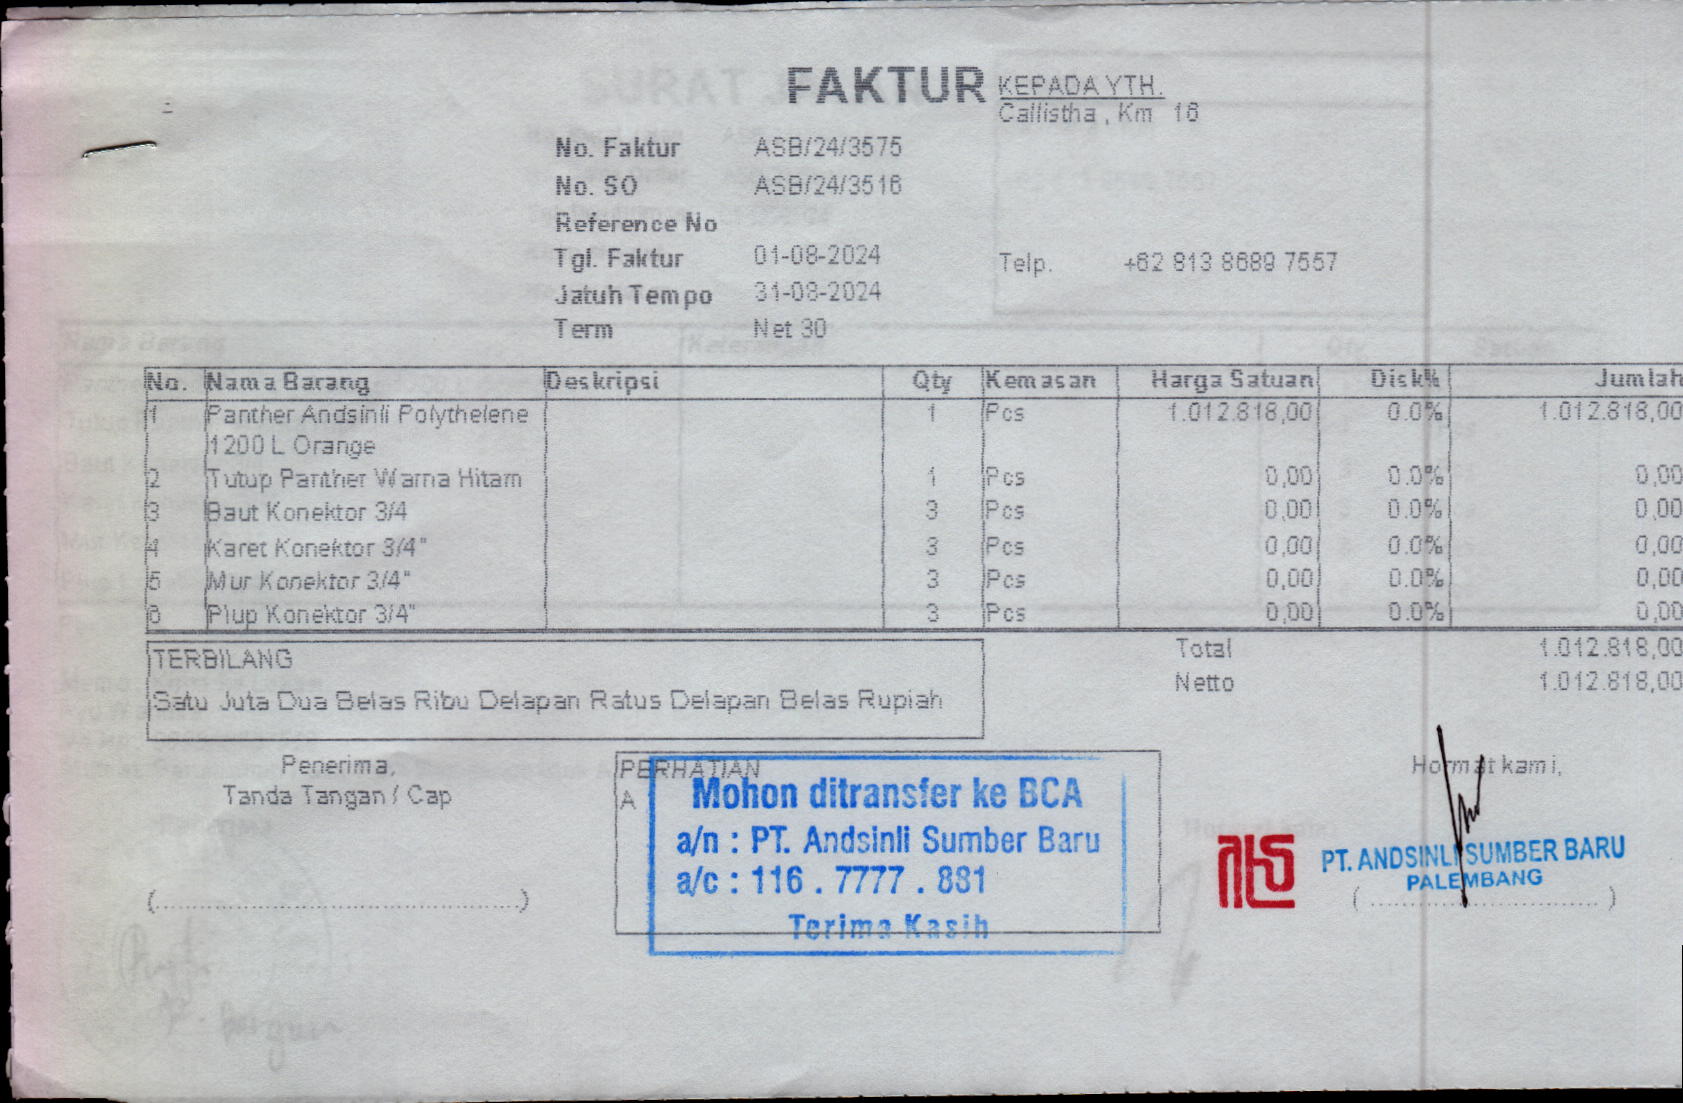 FAKTUR
KEPADA YTH.
Callistha , Km 16
No. Faktur ASB/24/3575
No. SO ASB/24/3516
Reference No
Tgl. Faktur 01-08-2024
Telp. +62 813 8689 7557
Jatuh Tempo 31-08-2024
Term Net 30
No. Nama Barang Deskripsi Qty Kemasan Harga Satuan Disk% Jumlah
1 Panther Andsinli Polythelene 1 Pcs 1.012.818,00 0.0% 1.012.818,00
1200 L Orange
2 Tutup Panther Warna Hitam 1 Pcs 0,00 0.0% 0,00
3 Baut Konektor 3/4 3 Pcs 0,00 0.0% 0,00
4 Karet Konektor 3/4" 3 Pcs 0,00 0.0% 0,00
5 Mur Konektor 3/4" 3 Pcs 0,00 0.0% 0,00
6 Plup Konektor 3/4" 3 Pcs 0,00 0.0% 0,00
Total 1.012.818,00
Netto 1.012.818,00
TERBILANG
Satu Juta Dua Belas Ribu Delapan Ratus Delapan Belas Rupiah
Penerima,
Tanda Tangan / Cap
(................................................)
PERHATIAN
A
Mohon ditransfer ke BCA
a/n : PT. Andsinli Sumber Baru
a/c : 116 . 7777 . 881
Terima Kasih
Hormat kami,
PT. ANDSINLI SUMBER BARU
PALEMBANG
( .............................. )